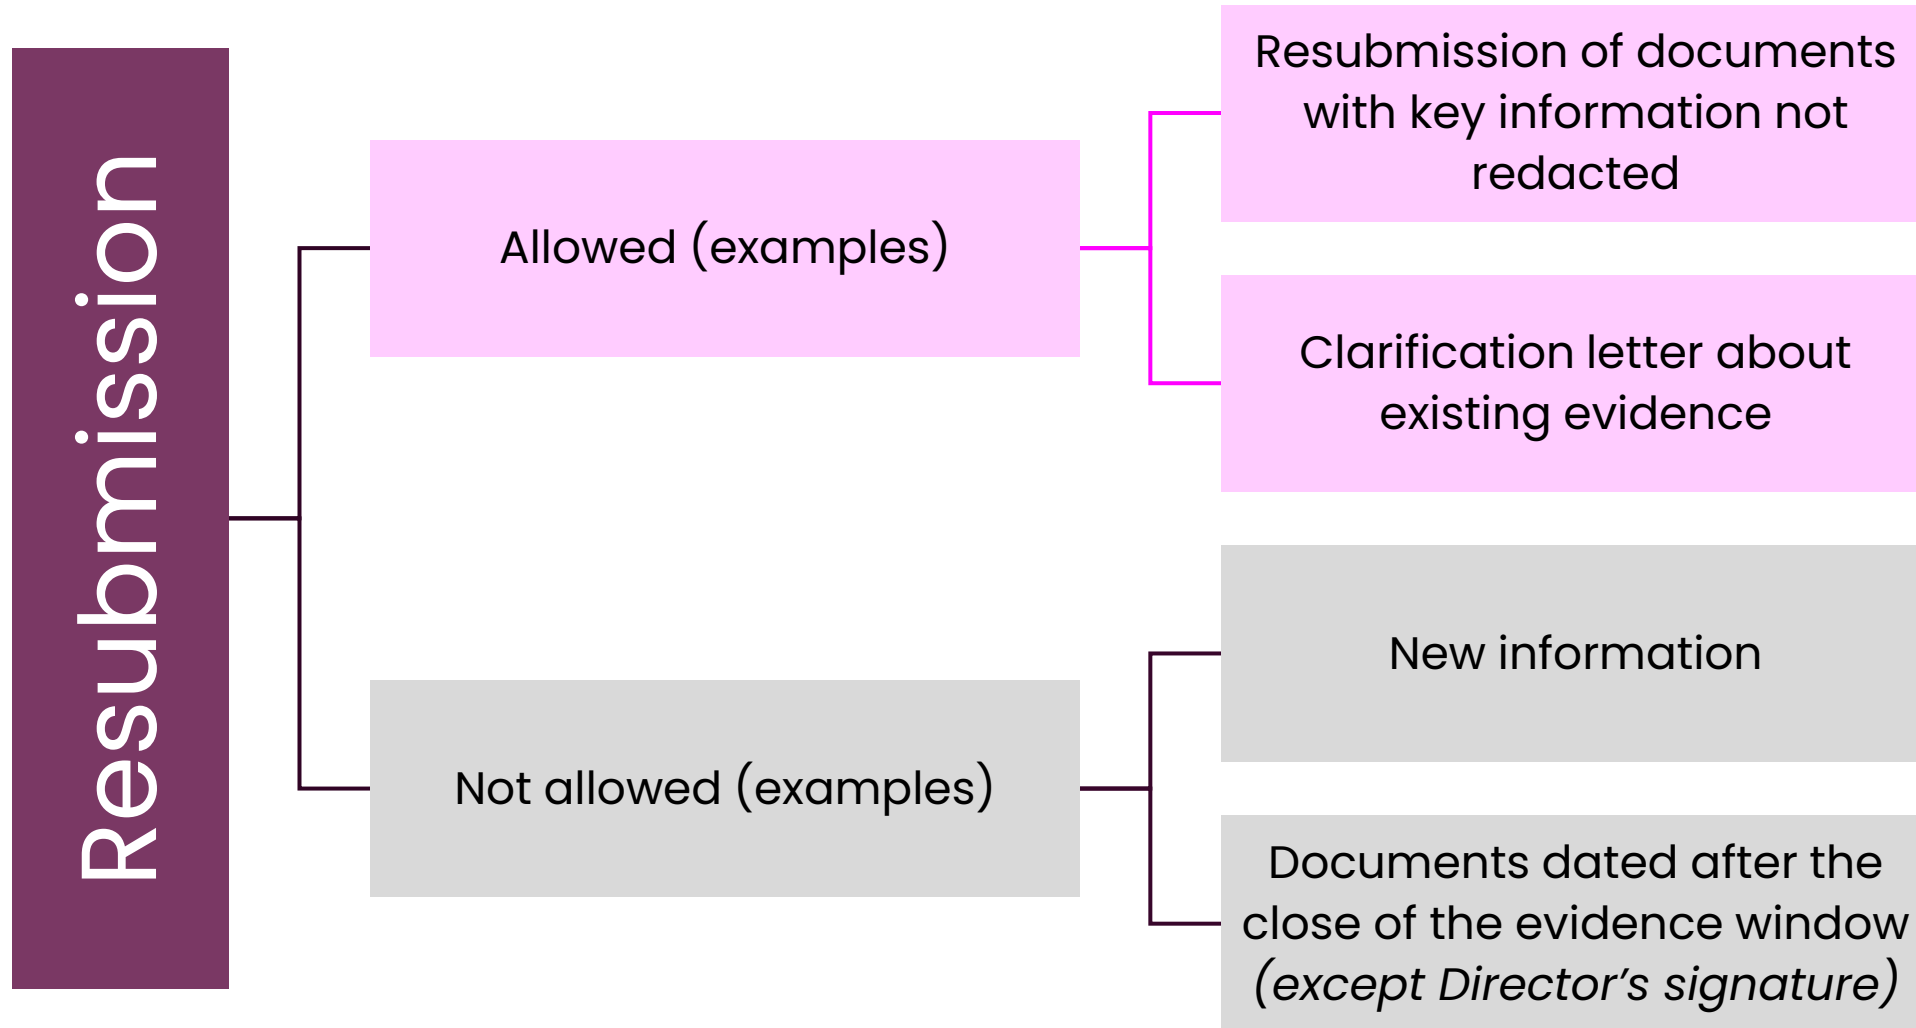 Resubmission
Allowed (examples)
Resubmission of documents
with key information not
redacted
Clarification letter about
existing evidence
Not allowed (examples)
New information
Documents dated after the
close of the evidence window
(except Director’s signature)